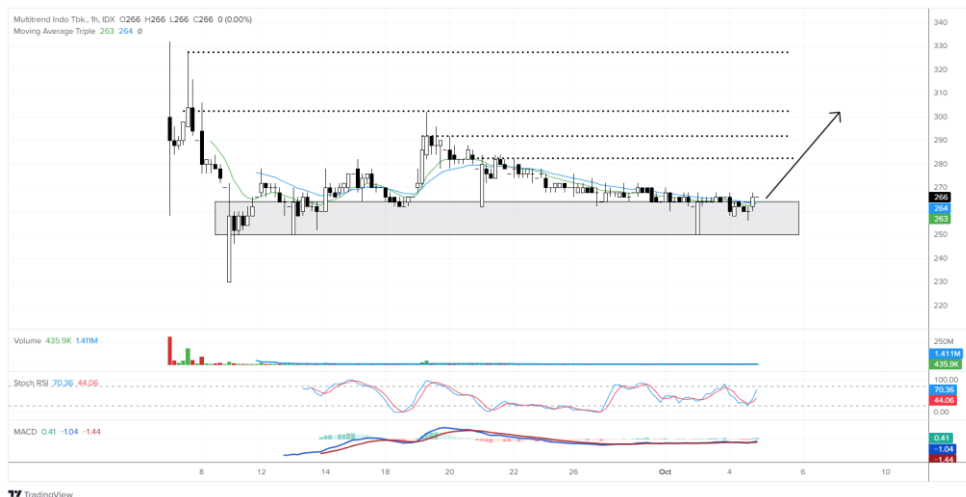 Multitrend Indo Tbk., 1h, IDX O266 H266 L266 C266 0 (0.00%)
Moving Average Triple 263 264 ∅
340
330
320
310
300
290
280
270
266
264
263
250
240
230
220
Volume 435.9K 1.411M
250M
1.411M
435.9K
Stoch RSI 70.36 44.06
100.00
70.36
44.06
0.00
MACD 0.41 -1.04 -1.44
0.41
-1.04
-1.44
8 12 14 16 18 20 22 26 Oct 4 6 10
TradingView